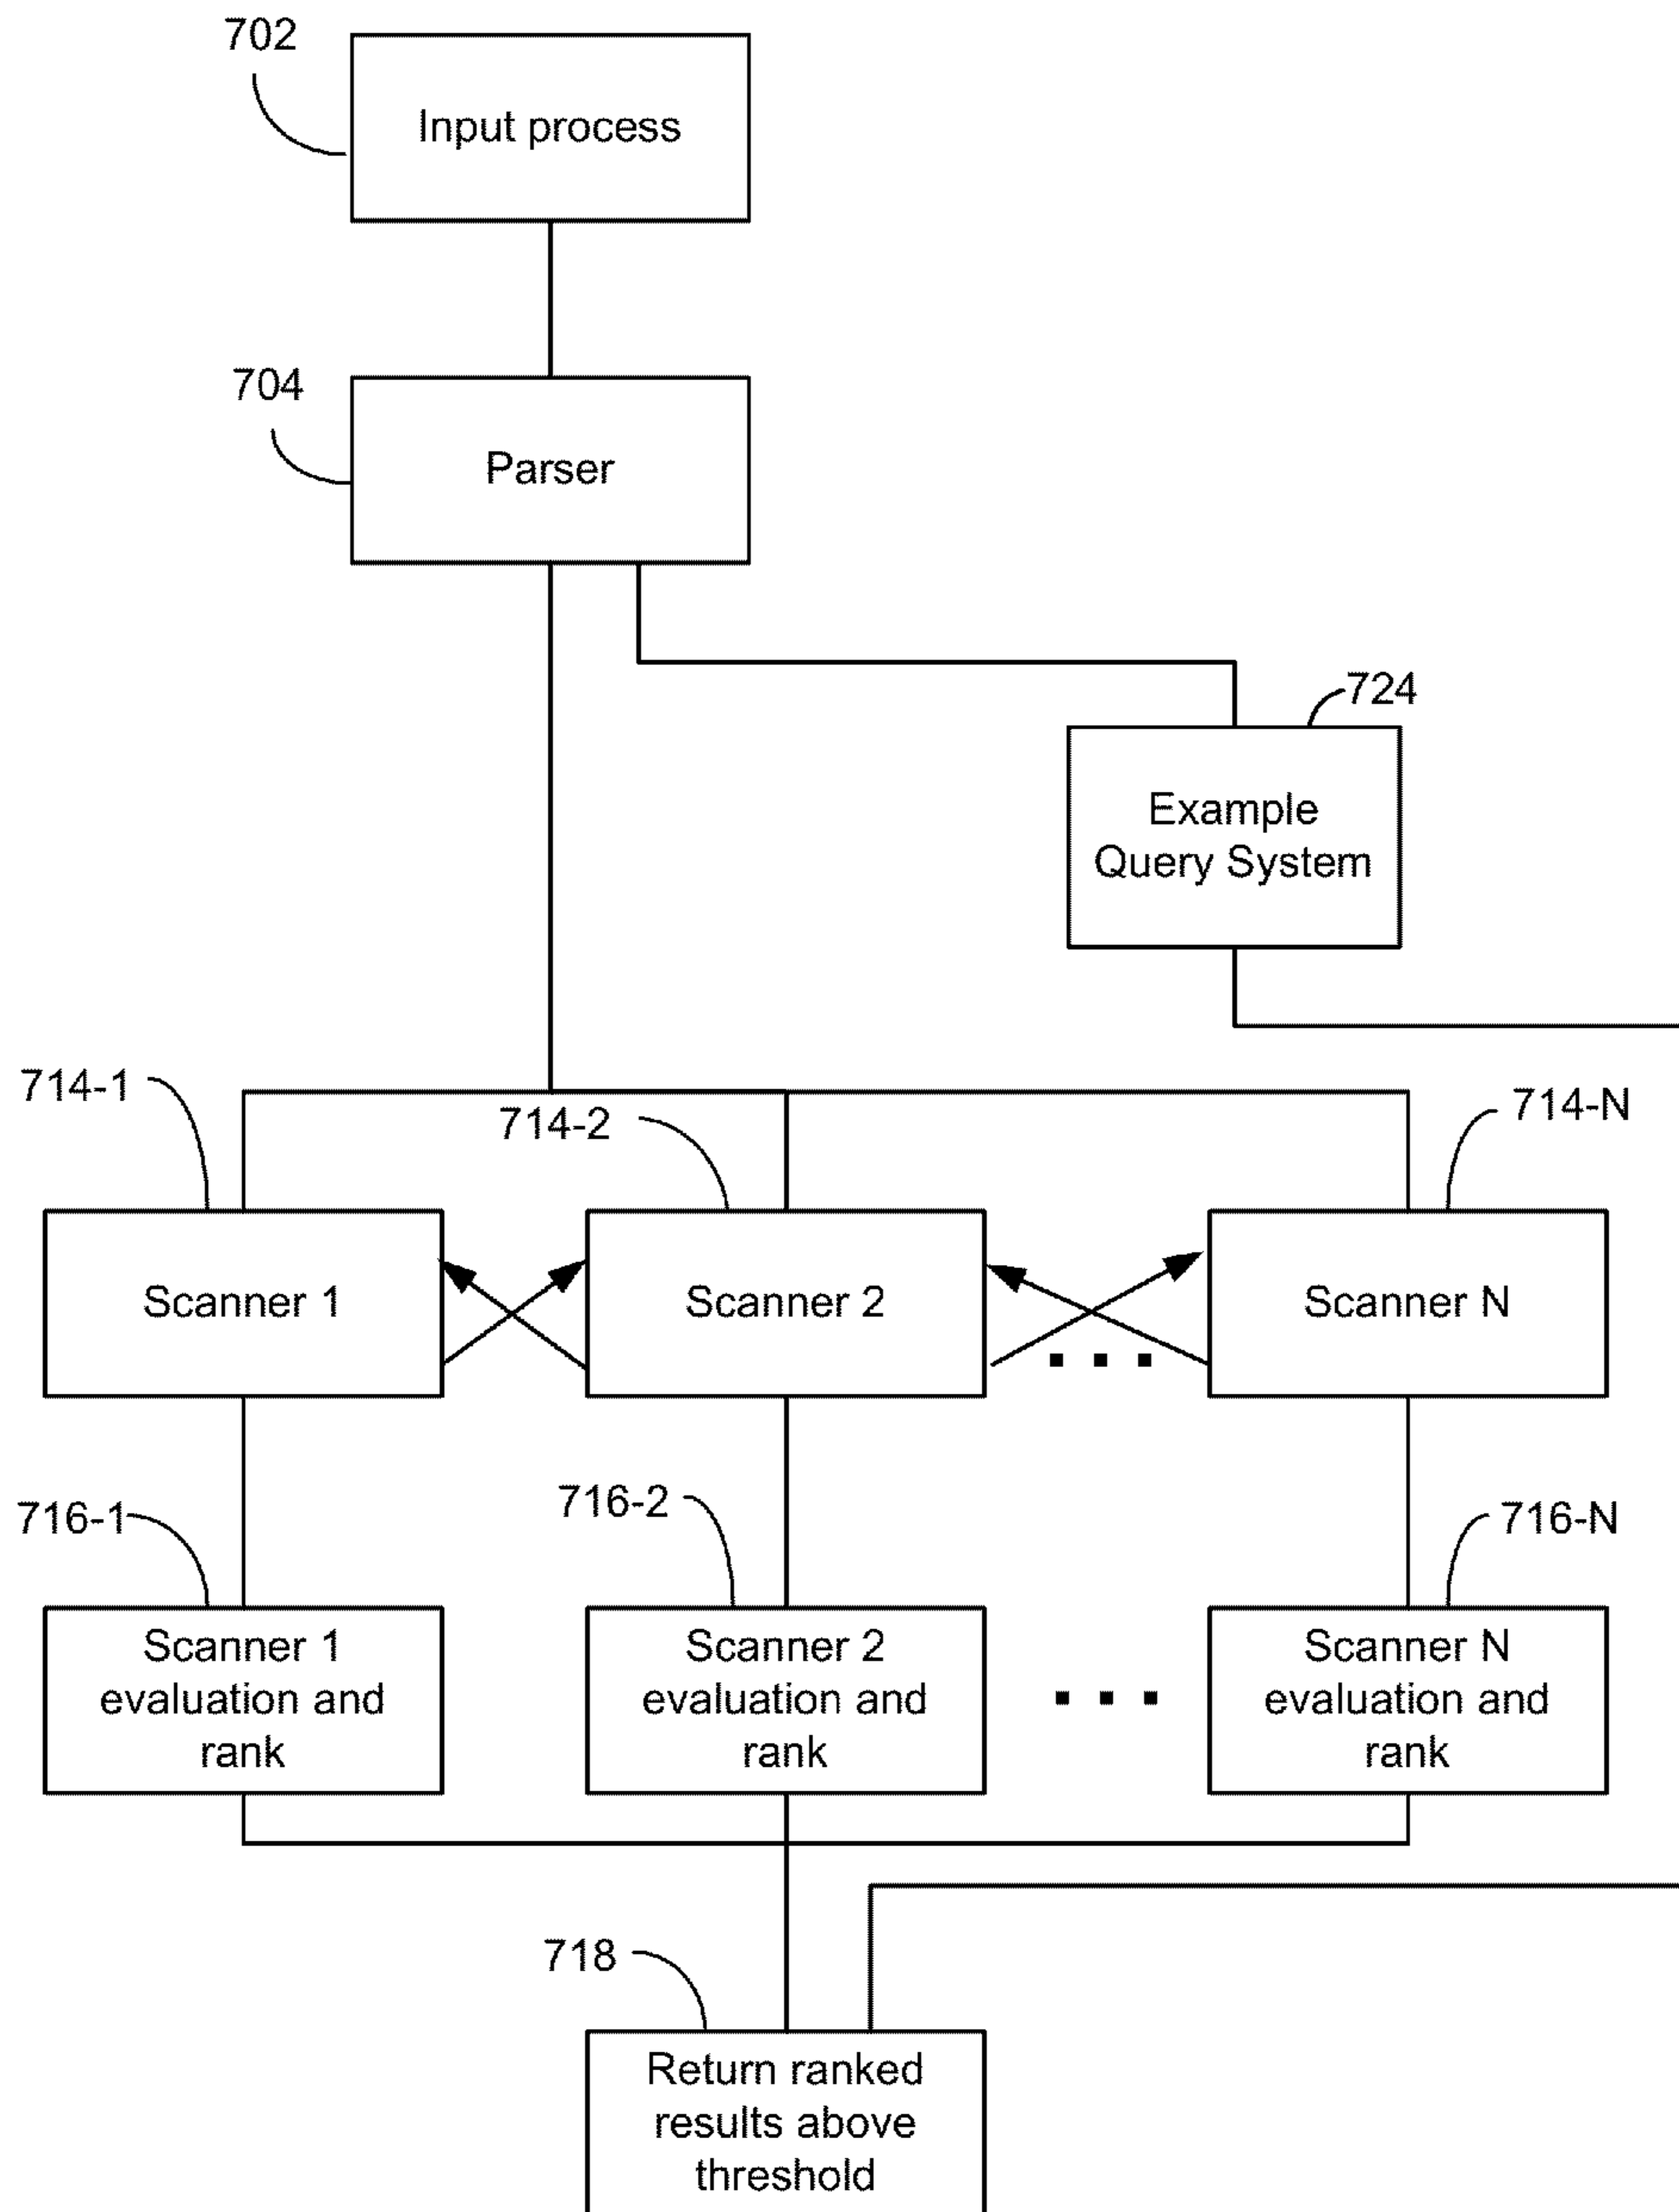 702
Input process
704
Parser
724
Example
Query System
714-1
714-2
714-N
Scanner 1
Scanner 2
Scanner N
716-1
716-2
716-N
Scanner 1
evaluation and
rank
Scanner 2
evaluation and
rank
Scanner N
evaluation and
rank
718
Return ranked
results above
threshold